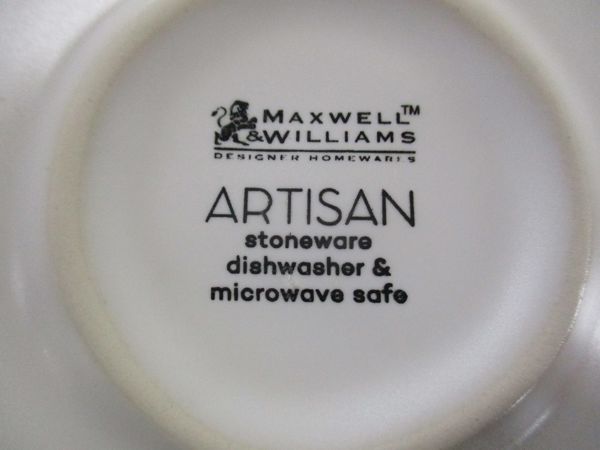 MAXWELL™
&WILLIAMS
DESIGNER HOMEWARES
ARTISAN
stoneware
dishwasher &
microwave safe